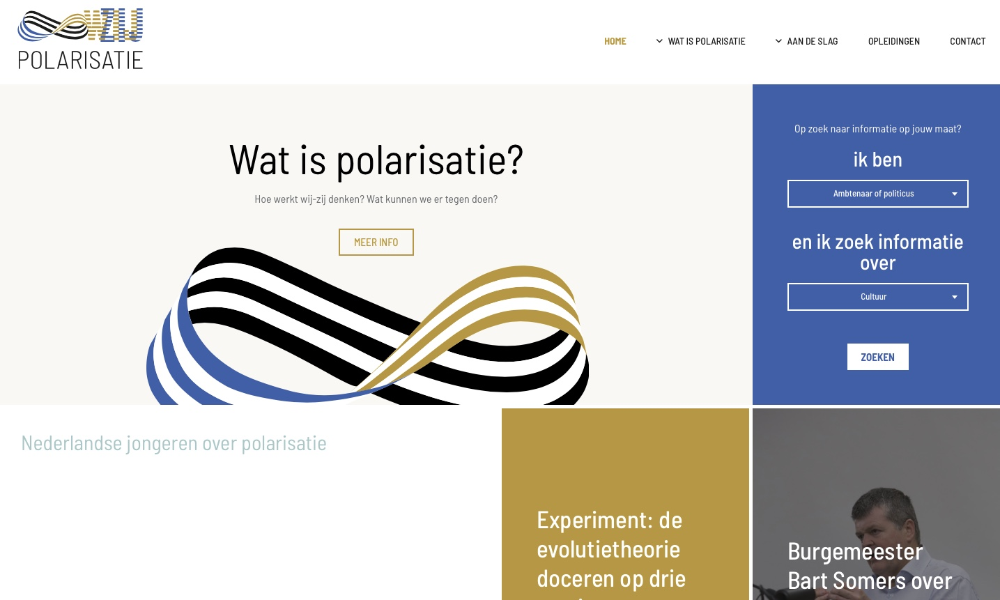 WIJ ZIJ
POLARISATIE
HOME
WAT IS POLARISATIE
AAN DE SLAG
OPLEIDINGEN
CONTACT
Wat is polarisatie?
Hoe werkt wij-zij denken? Wat kunnen we er tegen doen?
MEER INFO
Op zoek naar informatie op jouw maat?
ik ben
Ambtenaar of politicus
en ik zoek informatie
over
Cultuur
ZOEKEN
Nederlandse jongeren over polarisatie
Experiment: de
evolutietheorie
doceren op drie
Burgemeester
Bart Somers over